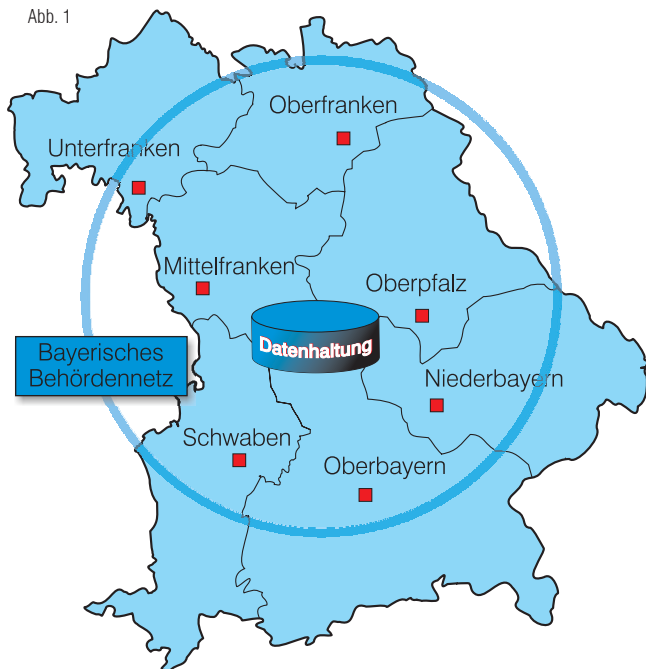 Abb. 1
Oberfranken
Unterfranken
Mittelfranken
Oberpfalz
Datenhaltung
Bayerisches
Behördennetz
Niederbayern
Schwaben
Oberbayern